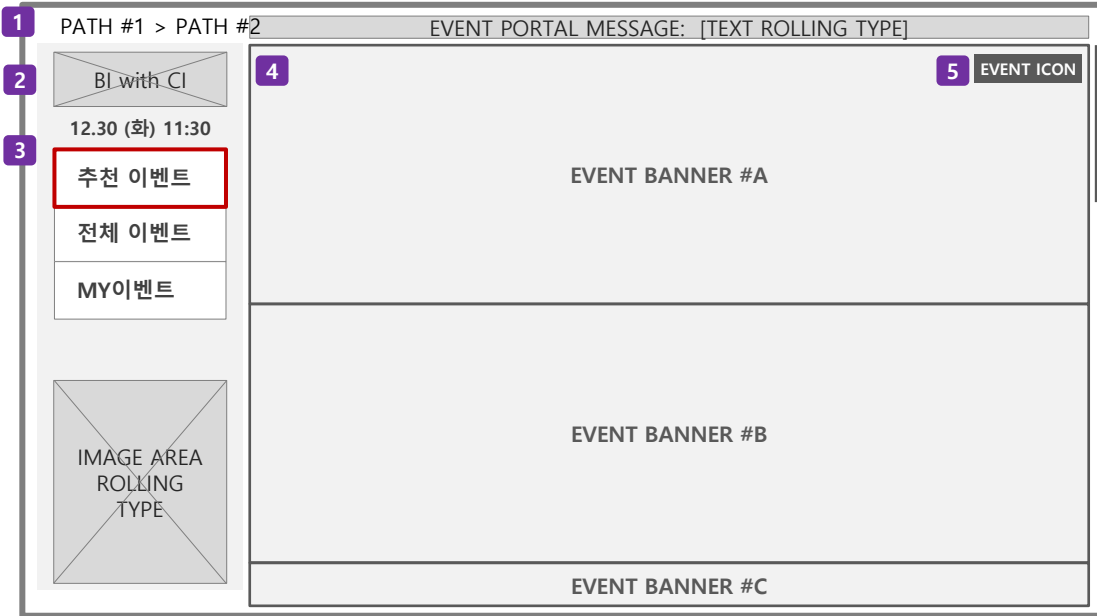 1
PATH #1 > PATH #2
EVENT PORTAL MESSAGE: [TEXT ROLLING TYPE]
2
BI with CI
12.30 (화) 11:30
3
추천 이벤트
전체 이벤트
MY이벤트
IMAGE AREA
ROLLING
TYPE
4
5
EVENT ICON
EVENT BANNER #A
EVENT BANNER #B
EVENT BANNER #C